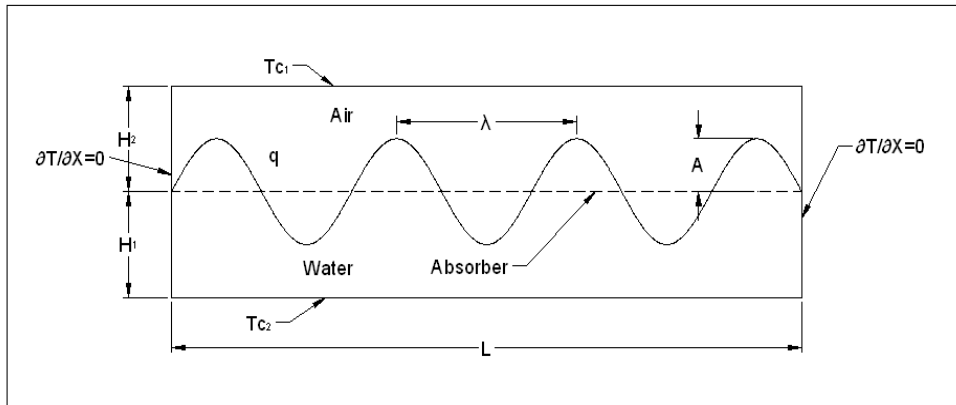 Tc₁
Air
λ
H₂
q
A
∂T/∂X=0
∂T/∂X=0
H₁
Water
Absorber
Tc₂
L